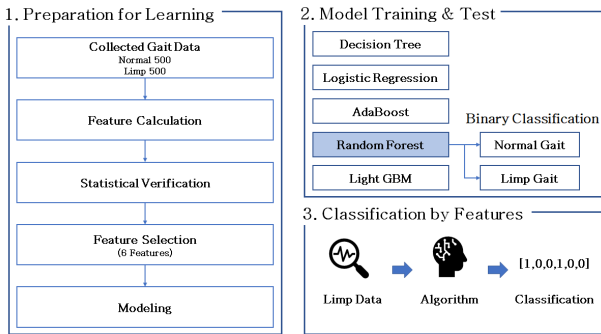 1. Preparation for Learning
Collected Gait Data
Normal 500
Limp 500
Feature Calculation
Statistical Verification
Feature Selection
(6 Features)
Modeling
2. Model Training & Test
Decision Tree
Logistic Regression
AdaBoost
Random Forest
Light GBM
Binary Classification
Normal Gait
Limp Gait
3. Classification by Features
Limp Data
Algorithm
[1,0,0,1,0,0]
Classification